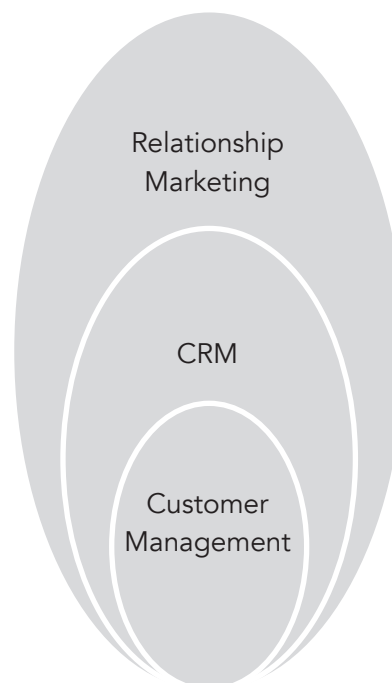 Relationship
Marketing
CRM
Customer
Management